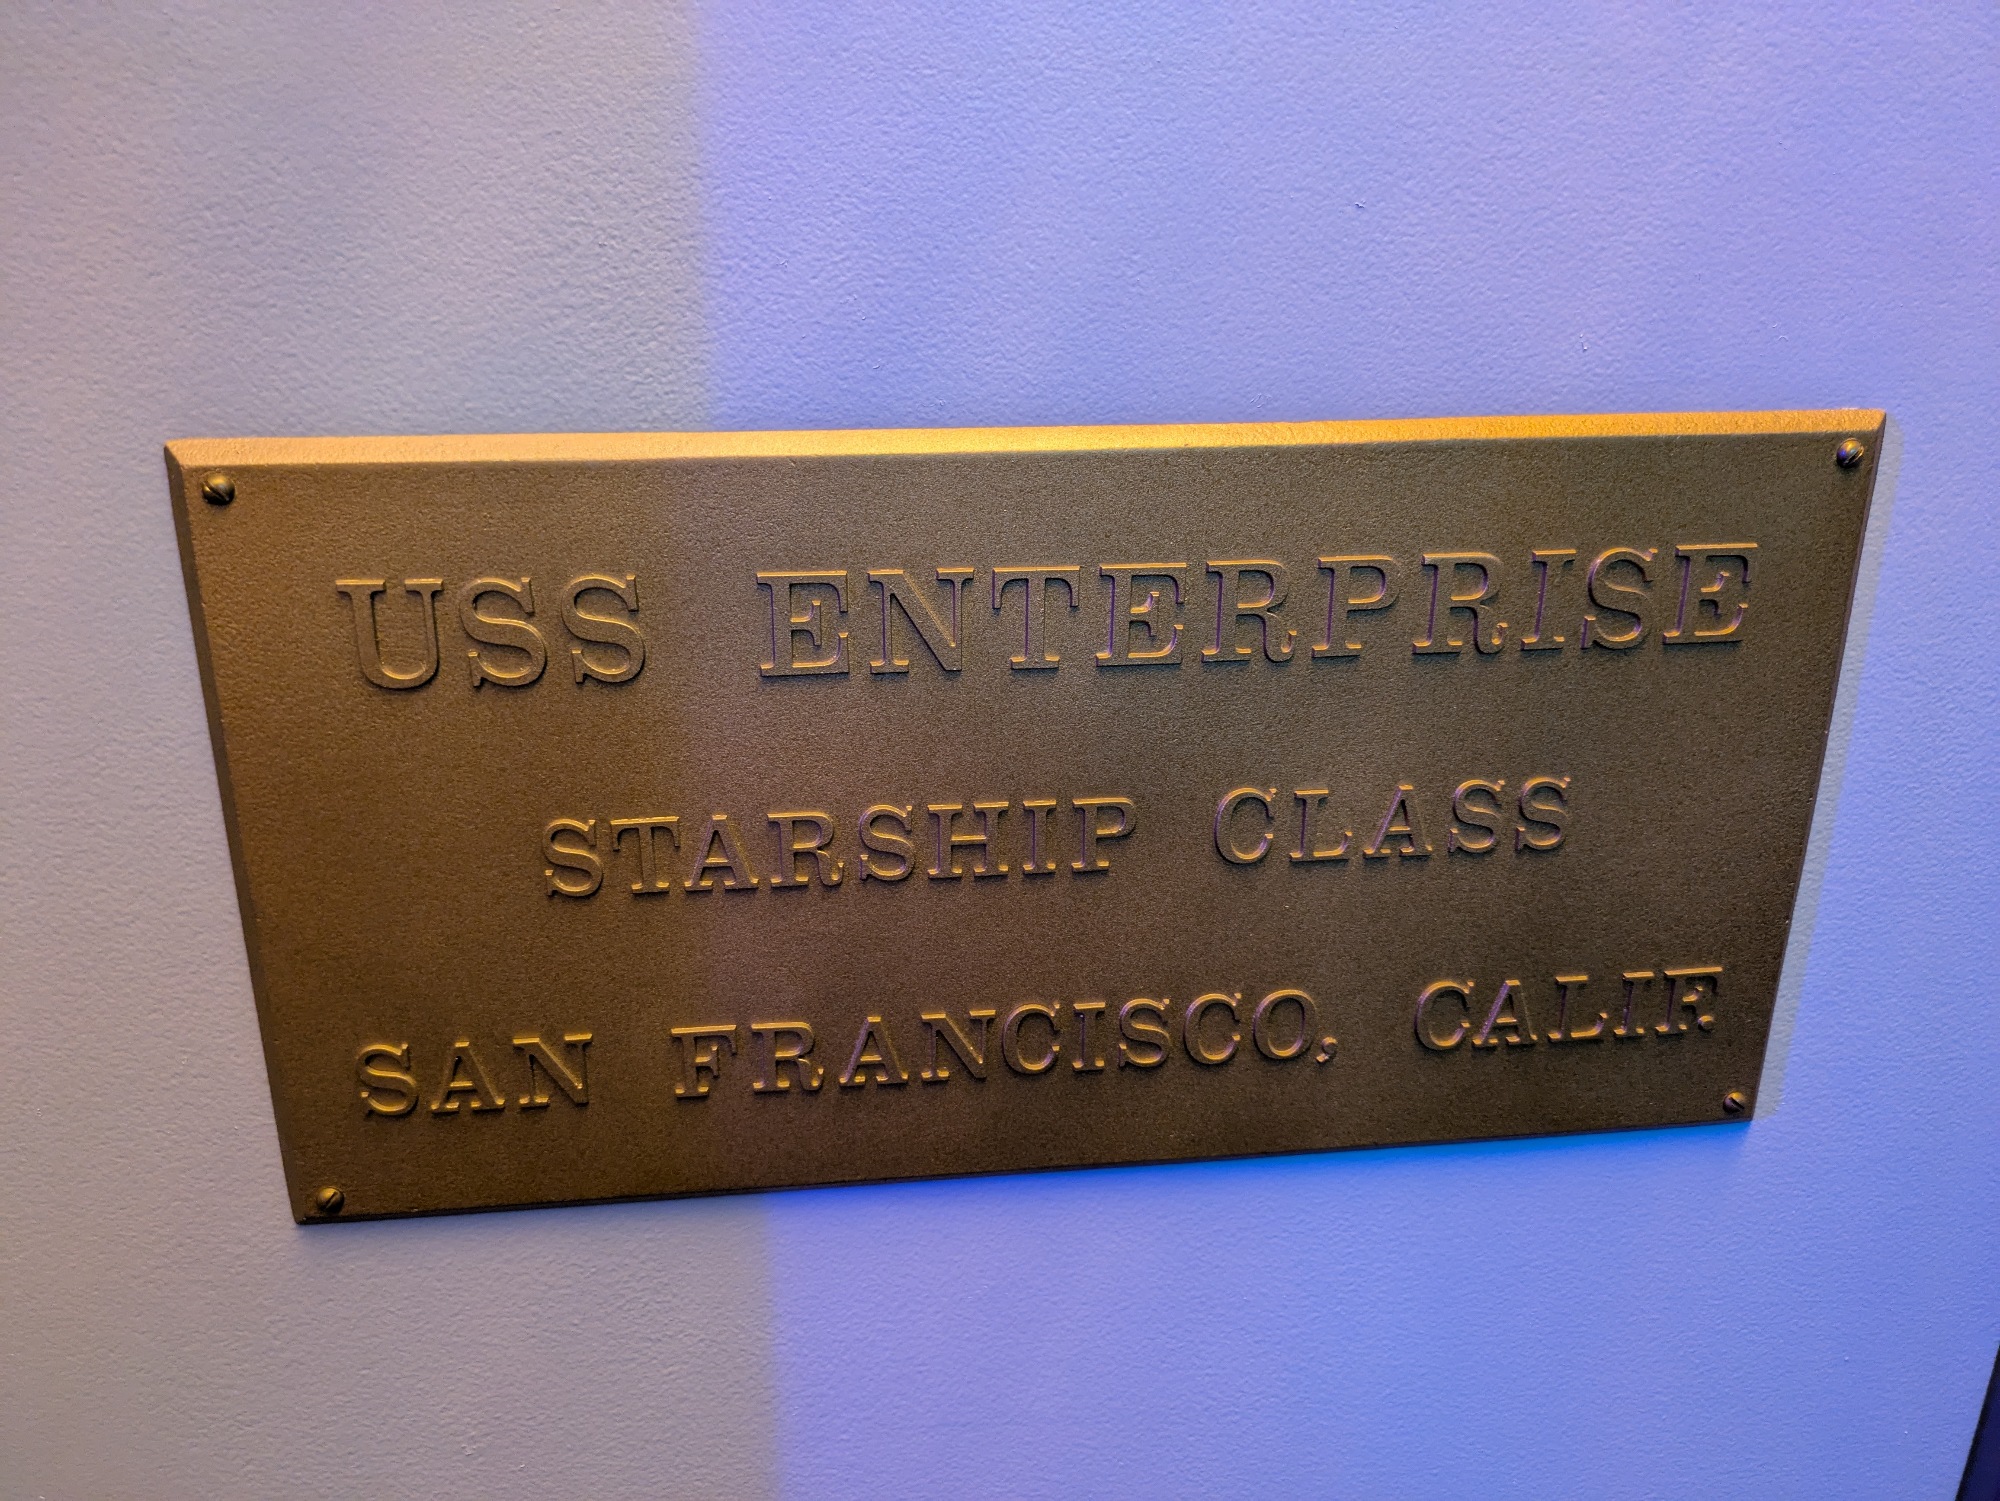 USS ENTERPRISE
STARSHIP CLASS
SAN FRANCISCO, CALIF.